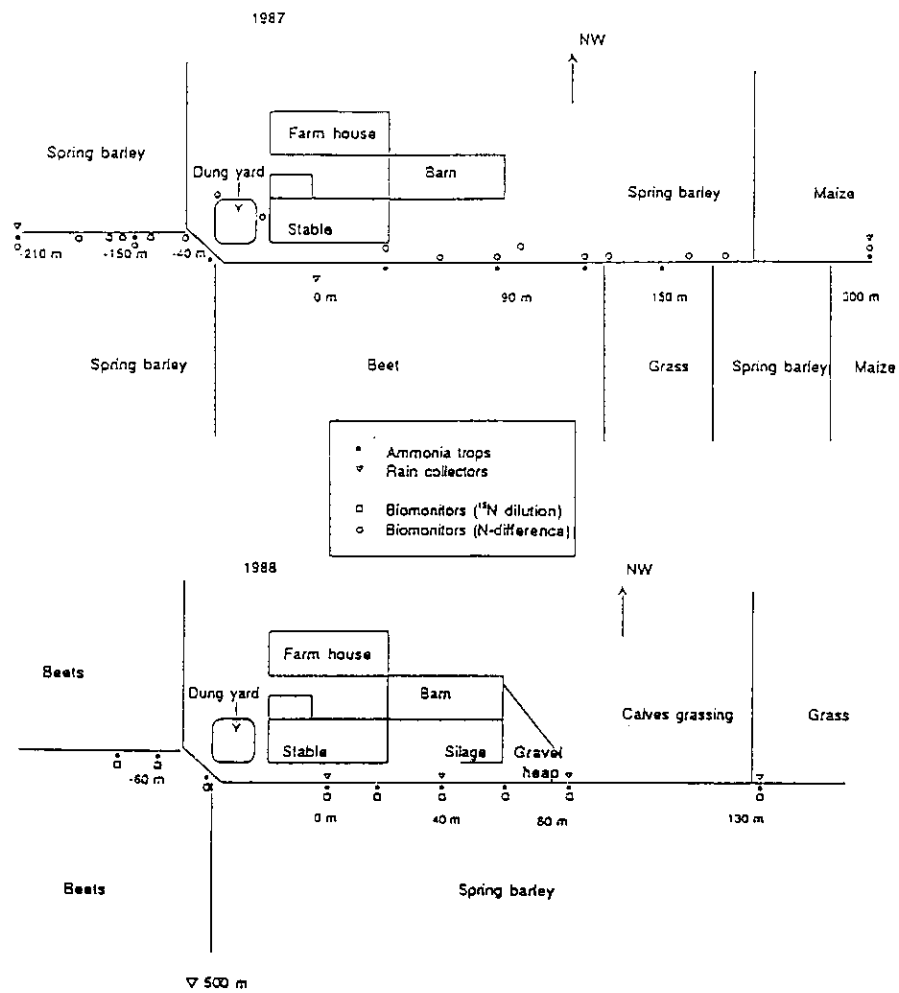 1987
NW
Farm house
Spring barley
Dung yard
Barn
Spring barley
Maize
Stable
-210 m
-150 m
-40 m
0 m
90 m
150 m
300 m
Spring barley
Beet
Grass
Spring barley
Maize
• Ammonia traps
▽ Rain collectors
□ Biomonitors (¹⁵N dilution)
○ Biomonitors (N-difference)
1988
NW
Farm house
Beets
Dung yard
Barn
Calves grassing
Grass
Stable
Silage
Gravel
heap
-60 m
0 m
40 m
80 m
130 m
Beets
Spring barley
▽ 500 m